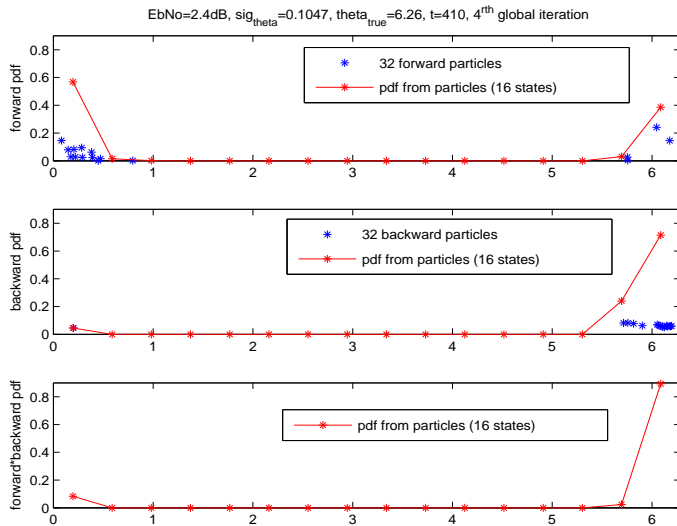 EbNo=2.4dB, sig_theta=0.1047, theta_true=6.26, t=410, 4^rth global iteration
0.8
0.6
0.4
0.2
0
forward pdf
32 forward particles
pdf from particles (16 states)
0 1 2 3 4 5 6
0.8
0.6
0.4
0.2
0
backward pdf
32 backward particles
pdf from particles (16 states)
0 1 2 3 4 5 6
0.8
0.6
0.4
0.2
0
forward*backward pdf
pdf from particles (16 states)
0 1 2 3 4 5 6